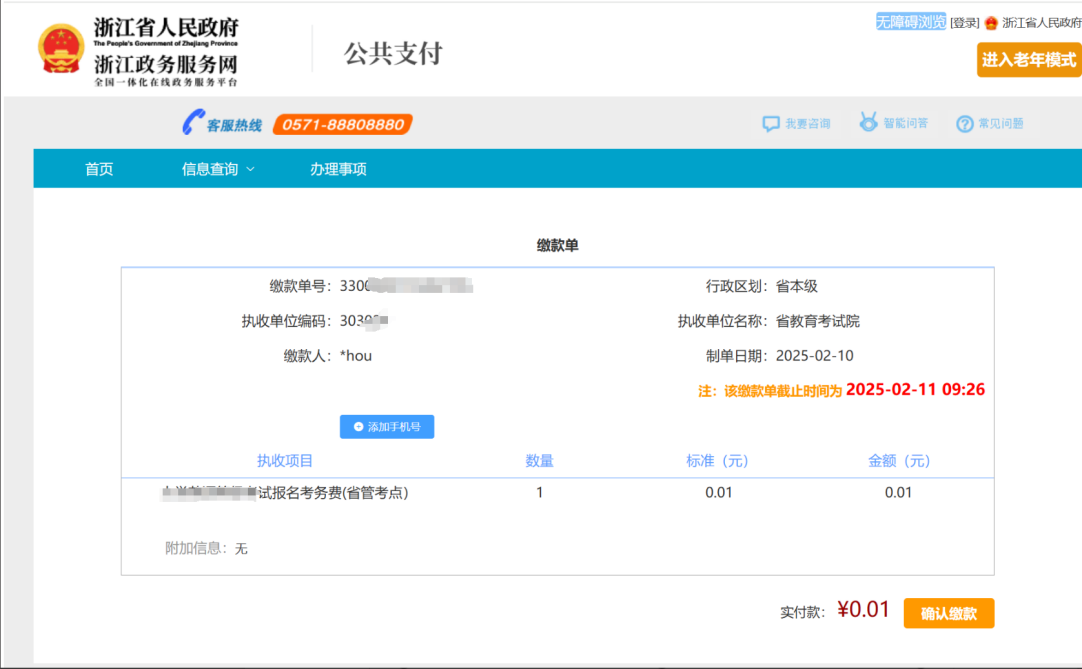 浙江省人民政府
The People's Government of Zhejiang Province
浙江政务服务网
全国一体化在线政务服务平台
公共支付
无障碍浏览 [登录] 浙江省人民政府
进入老年模式
客服热线 0571-88808880
我要咨询 智能问答 常见问题
首页 信息查询 办理事项
缴款单
缴款单号: 330 行政区划: 省本级
执收单位编码: 303 执收单位名称: 省教育考试院
缴款人: *hou 制单日期: 2025-02-10
注: 该缴款单截止时间为 2025-02-11 09:26
添加手机号
执收项目 数量 标准（元） 金额（元）
试报名考务费(省管考点) 1 0.01 0.01
附加信息: 无
实付款: ¥0.01 确认缴款